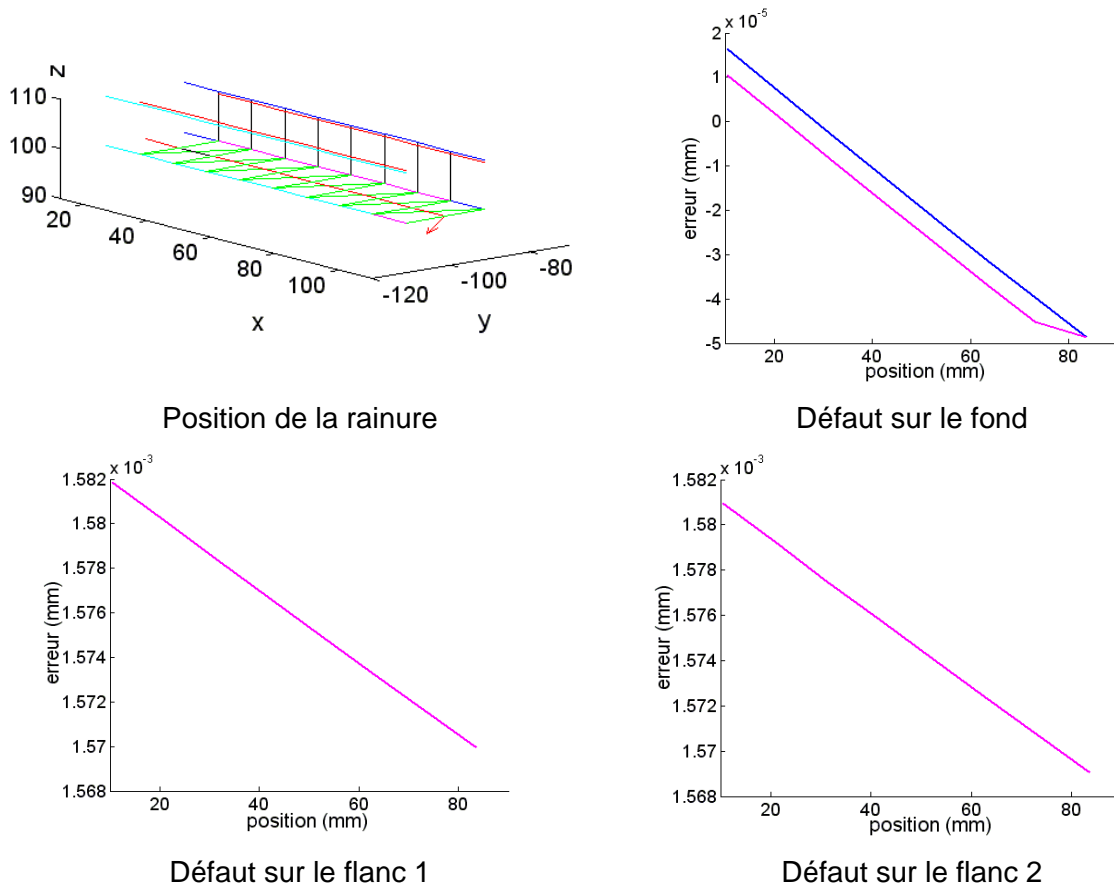 z
110
100
90
20
40
60
80
100
x
-120
-100
-80
y
Position de la rainure
x 10-5
2
1
0
-1
-2
-3
-4
-5
erreur (mm)
20 40 60 80
position (mm)
Défaut sur le fond
x 10-3
1.582
1.58
1.578
1.576
1.574
1.572
1.57
1.568
erreur (mm)
20 40 60 80
position (mm)
Défaut sur le flanc 1
x 10-3
1.582
1.58
1.578
1.576
1.574
1.572
1.57
1.568
erreur (mm)
20 40 60 80
position (mm)
Défaut sur le flanc 2